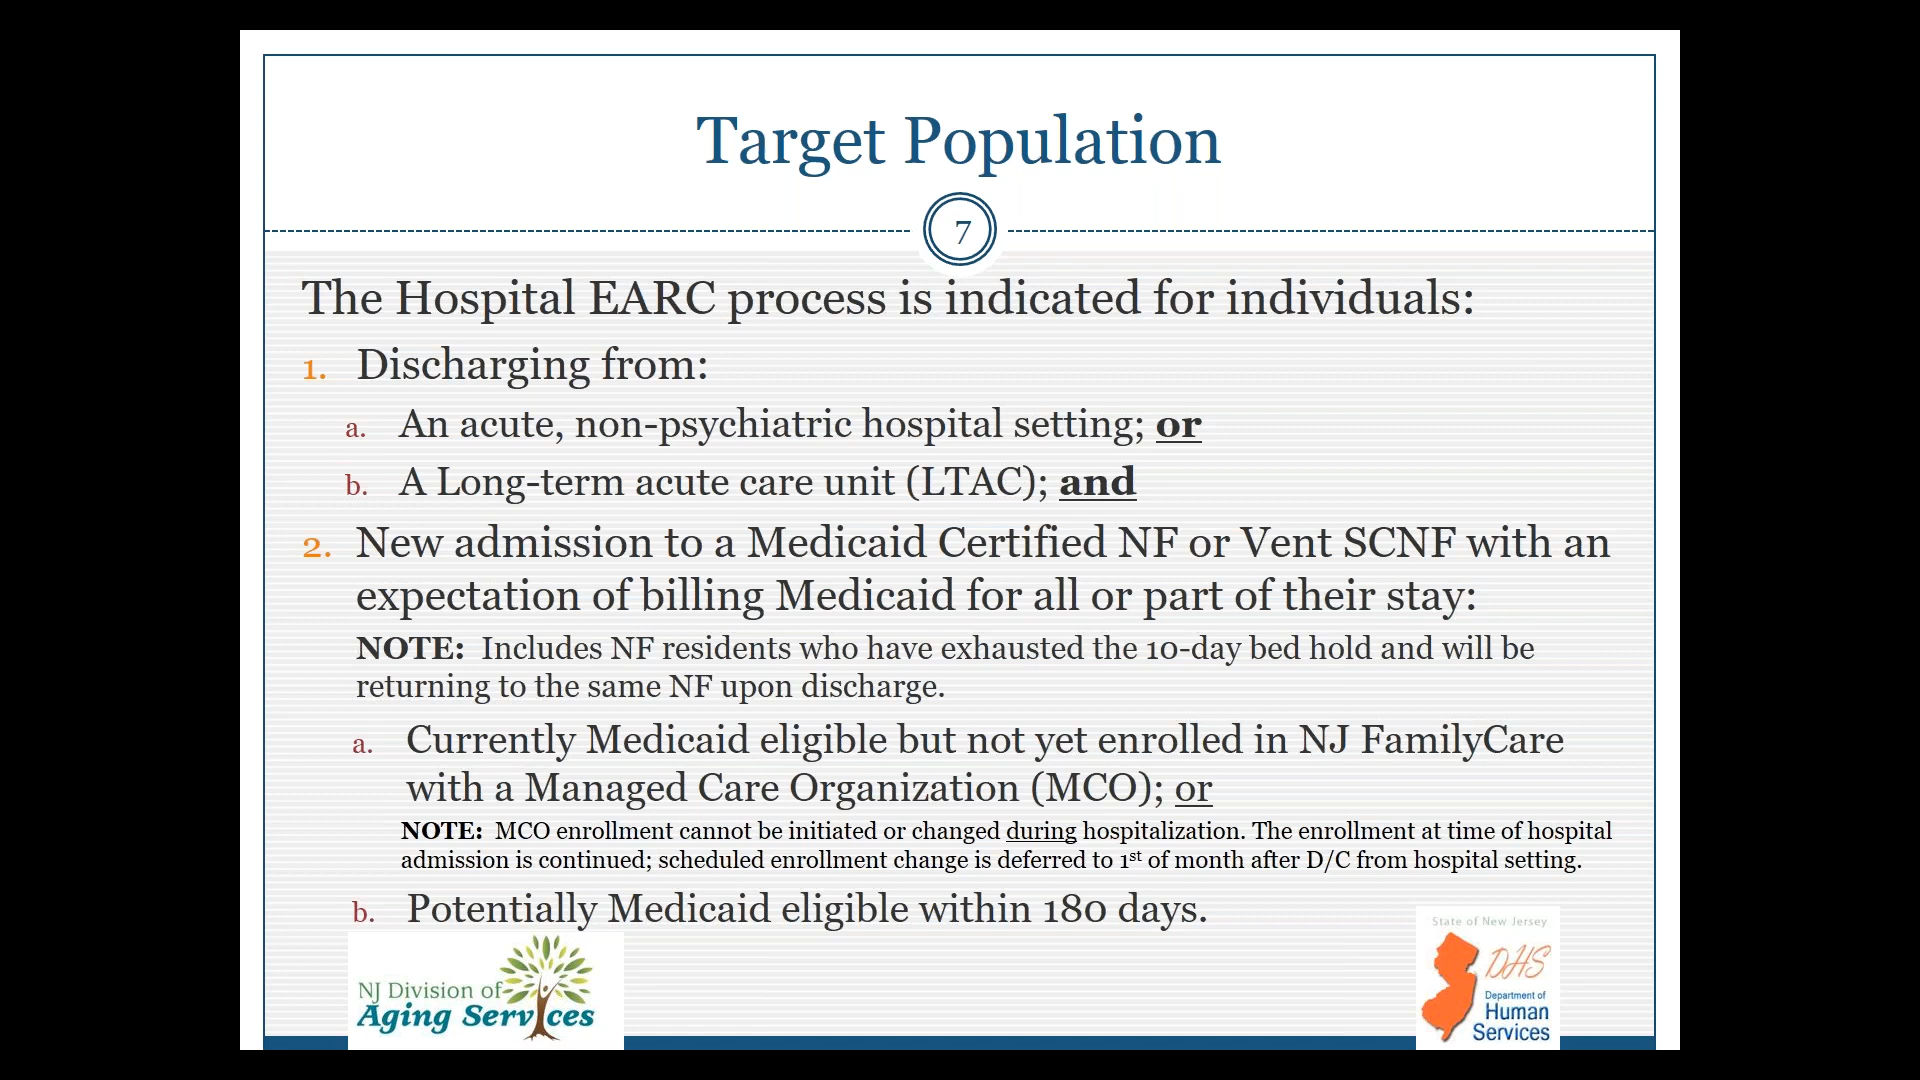 Target Population
7
The Hospital EARC process is indicated for individuals:
1. Discharging from:
a. An acute, non-psychiatric hospital setting; or
b. A Long-term acute care unit (LTAC); and
2. New admission to a Medicaid Certified NF or Vent SCNF with an
expectation of billing Medicaid for all or part of their stay:
NOTE: Includes NF residents who have exhausted the 10-day bed hold and will be
returning to the same NF upon discharge.
a. Currently Medicaid eligible but not yet enrolled in NJ FamilyCare
with a Managed Care Organization (MCO); or
NOTE: MCO enrollment cannot be initiated or changed during hospitalization. The enrollment at time of hospital
admission is continued; scheduled enrollment change is deferred to 1st of month after D/C from hospital setting.
b. Potentially Medicaid eligible within 180 days.
NJ Division of
Aging Services
State of New Jersey
DHS
Department of
Human
Services